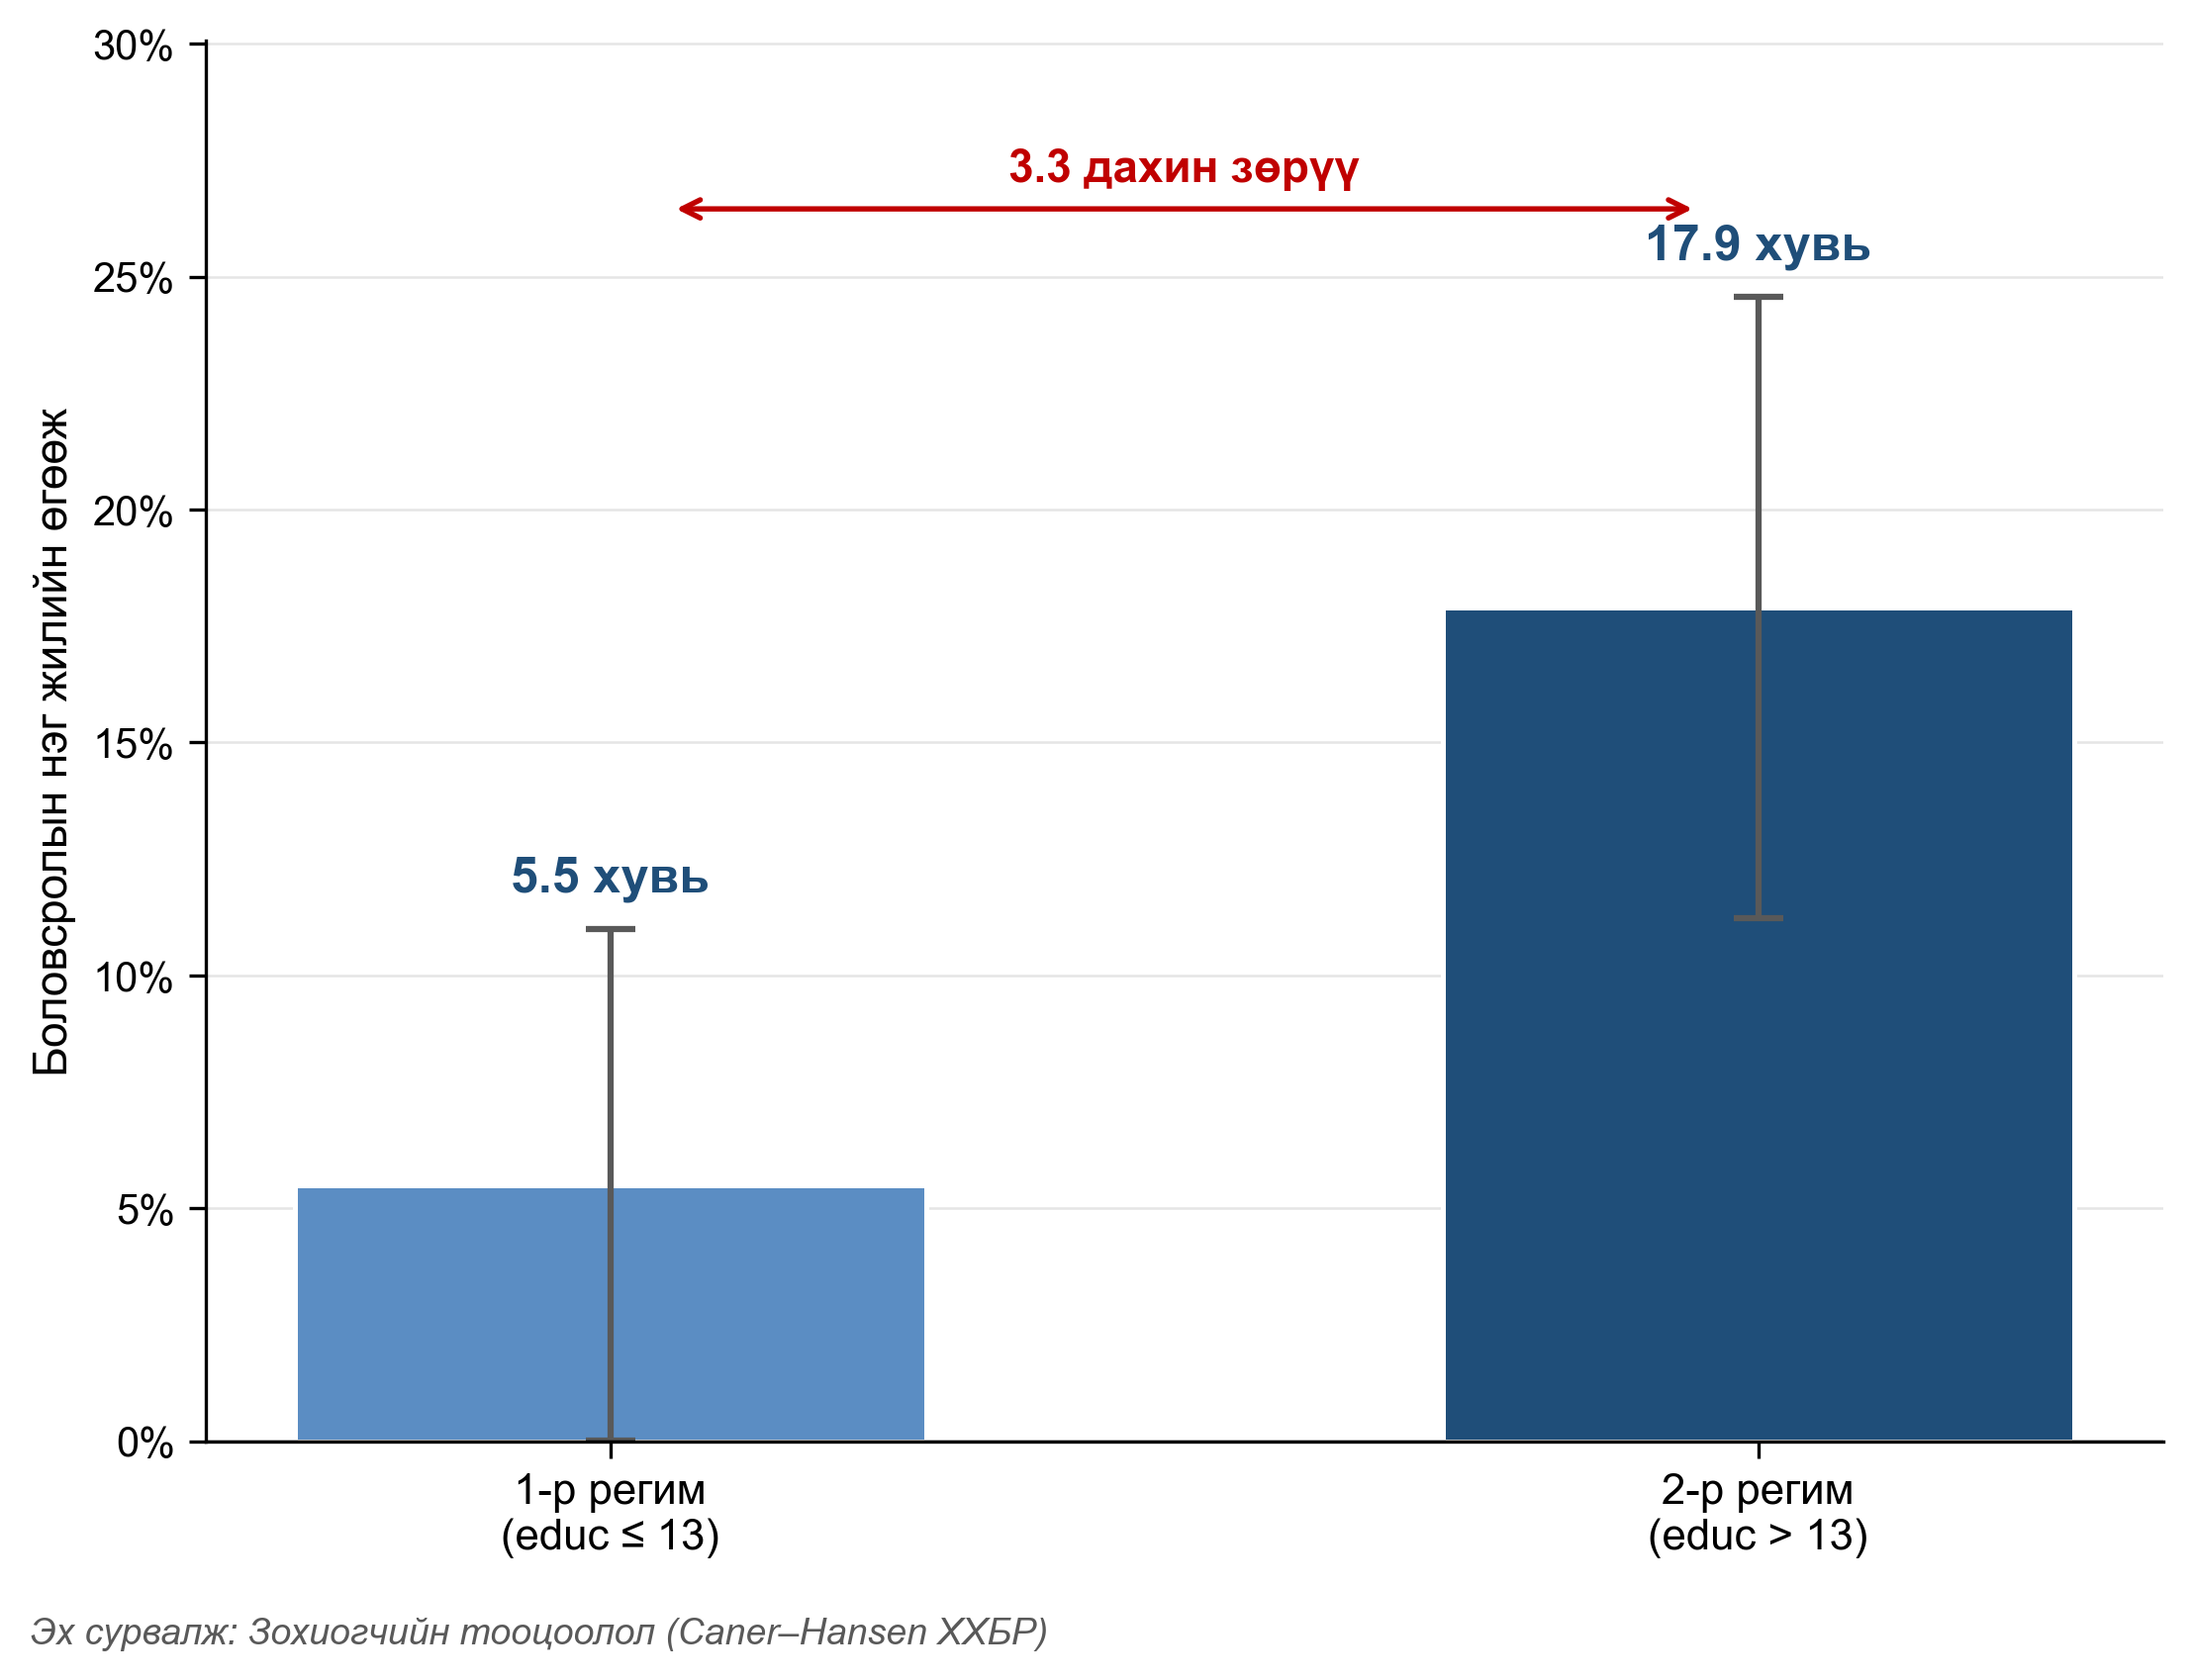 30%
3.3 дахин зөрүү
17.9 хувь
25%
20%
15%
5.5 хувь
10%
5%
0%
Боловсролын нэг жилийн өгөөж
1-р регим
(educ ≤ 13)
2-р регим
(educ > 13)
Эх сурвалж: Зохиогчийн тооцоолол (Caner–Hansen ХХБР)